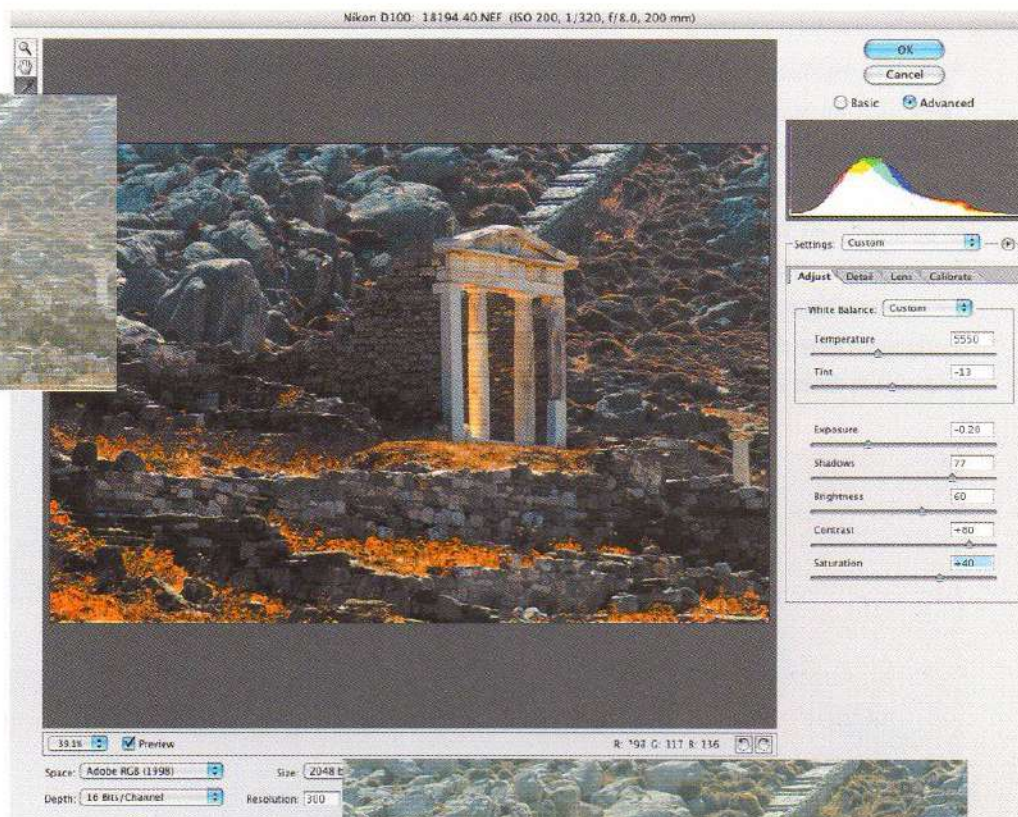 Nikon D100: 18194.40.NEF (ISO 200, 1/320, f/8.0, 200 mm)
OK
Cancel
Basic Advanced
Settings: Custom
Adjust Detail Lens Calibrate
White Balance: Custom
Temperature 5550
Tint -13
Exposure -0.20
Shadows 77
Brightness 60
Contrast +80
Saturation +40
Preview
Space: Adobe RGB (1998) Size: 2048
Depth: 16 Bits/Channel Resolution: 300